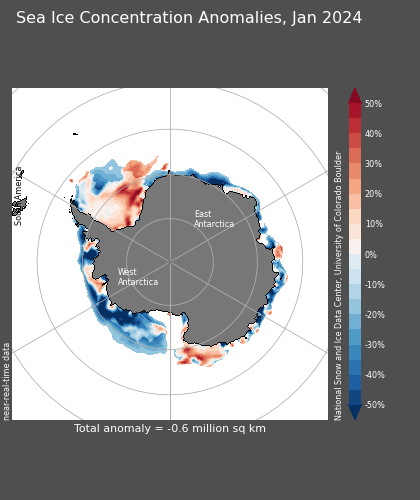 Sea Ice Concentration Anomalies, Jan 2024
South America
East
Antarctica
West
Antarctica
near-real-time data
National Snow and Ice Data Center, University of Colorado Boulder
50%
40%
30%
20%
10%
0%
-10%
-20%
-30%
-40%
-50%
Total anomaly = -0.6 million sq km